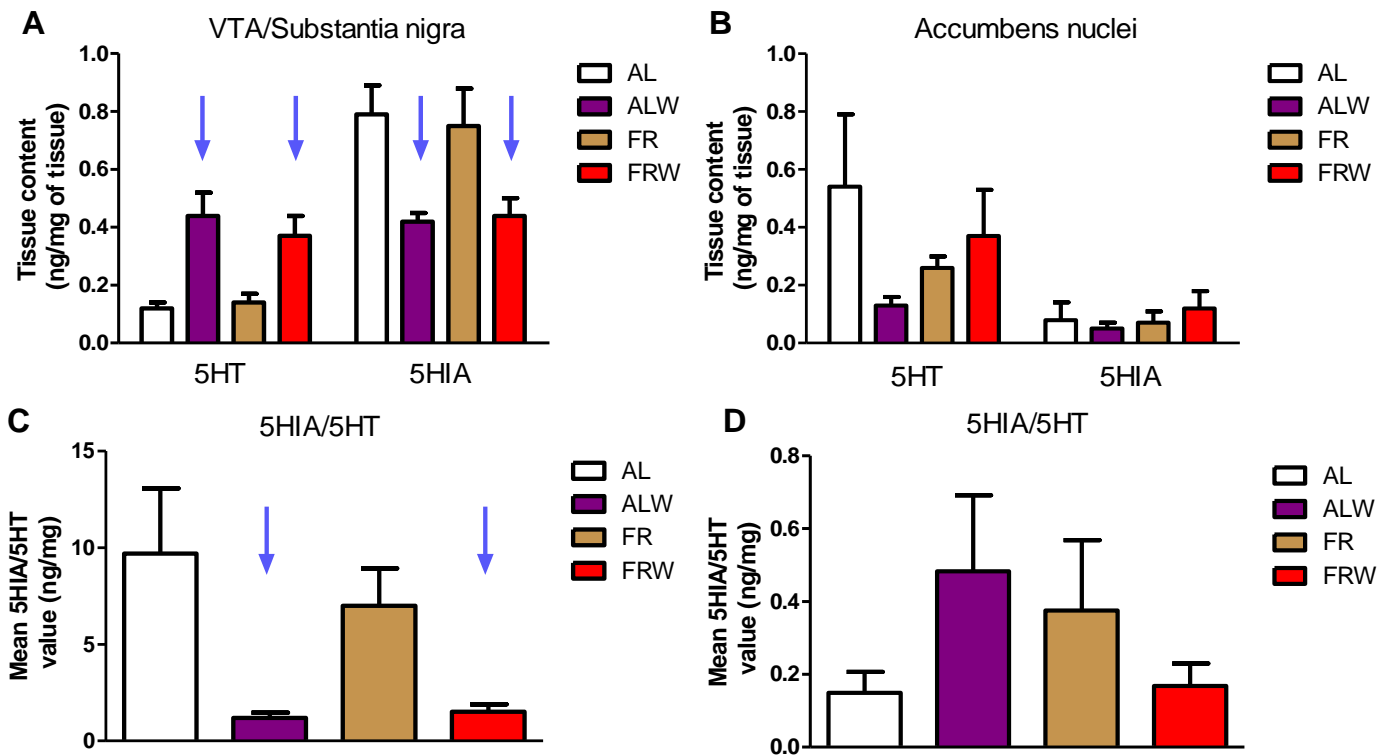 A
VTA/Substantia nigra
Tissue content
(ng/mg of tissue)
1.0
0.8
0.6
0.4
0.2
0.0
5HT
5HIA
AL
ALW
FR
FRW
B
Accumbens nuclei
Tissue content
(ng/mg of tissue)
1.0
0.8
0.6
0.4
0.2
0.0
5HT
5HIA
AL
ALW
FR
FRW
C
5HIA/5HT
Mean 5HIA/5HT
value (ng/mg)
15
10
5
0
AL
ALW
FR
FRW
D
5HIA/5HT
Mean 5HIA/5HT
value (ng/mg)
0.8
0.6
0.4
0.2
0.0
AL
ALW
FR
FRW